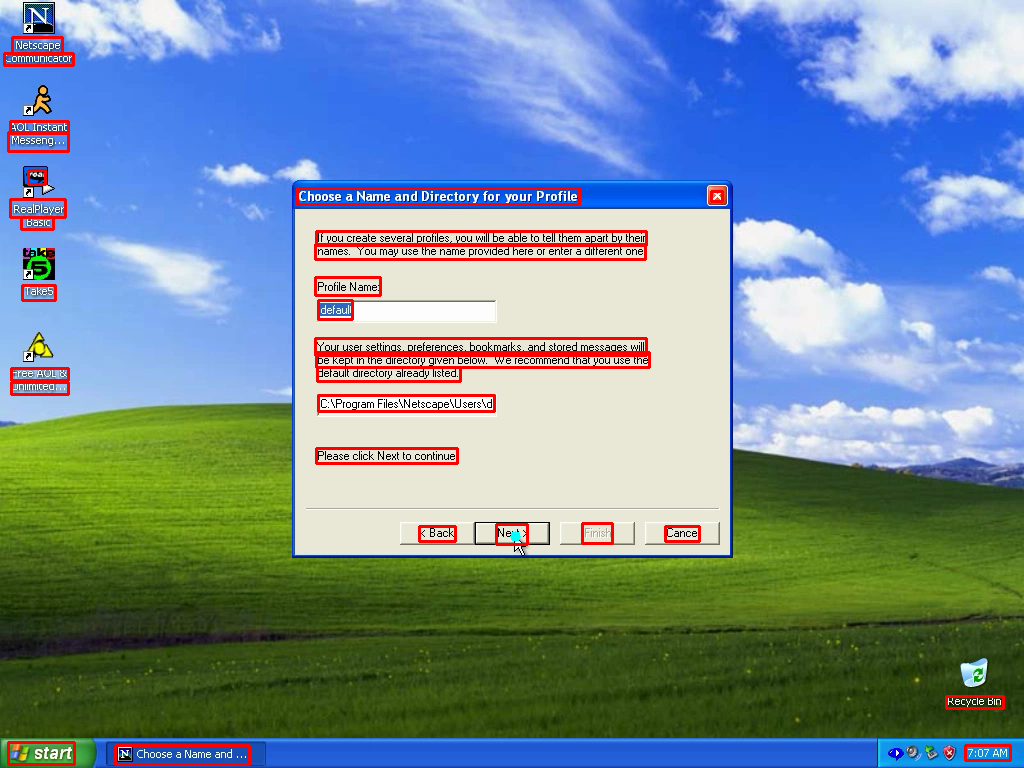 Netscape
Communicator
AOL Instant
Messeng...
real
RealPlayer
Basic
take
5
Take5
Free AOL &
Unlimited...
Choose a Name and Directory for your Profile
If you create several profiles, you will be able to tell them apart by their
names. You may use the name provided here or enter a different one
Profile Name:
default
Your user settings, preferences, bookmarks, and stored messages will
be kept in the directory given below. We recommend that you use the
default directory already listed.
C:\Program Files\Netscape\Users\d
Please click Next to continue
< Back
Next >
Finish
Cancel
Recycle Bin
start
Choose a Name and ...
7:07 AM